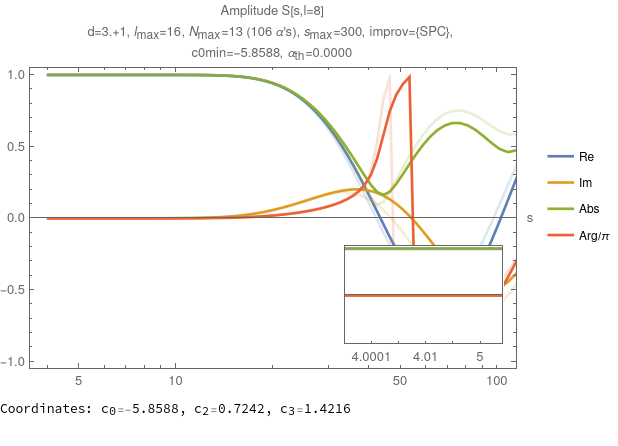 Amplitude S[s,l=8]
d=3.+1, lmax=16, Nmax=13 (106 α's), smax=300, improv={SPC},
c0min=−5.8588, αth=0.0000
1.0
0.5
0.0
−0.5
−1.0
s
Re
Im
Abs
Arg/π
4.0001 4.01 5
5 10 50 100
Coordinates: c0=-5.8588, c2=0.7242, c3=1.4216